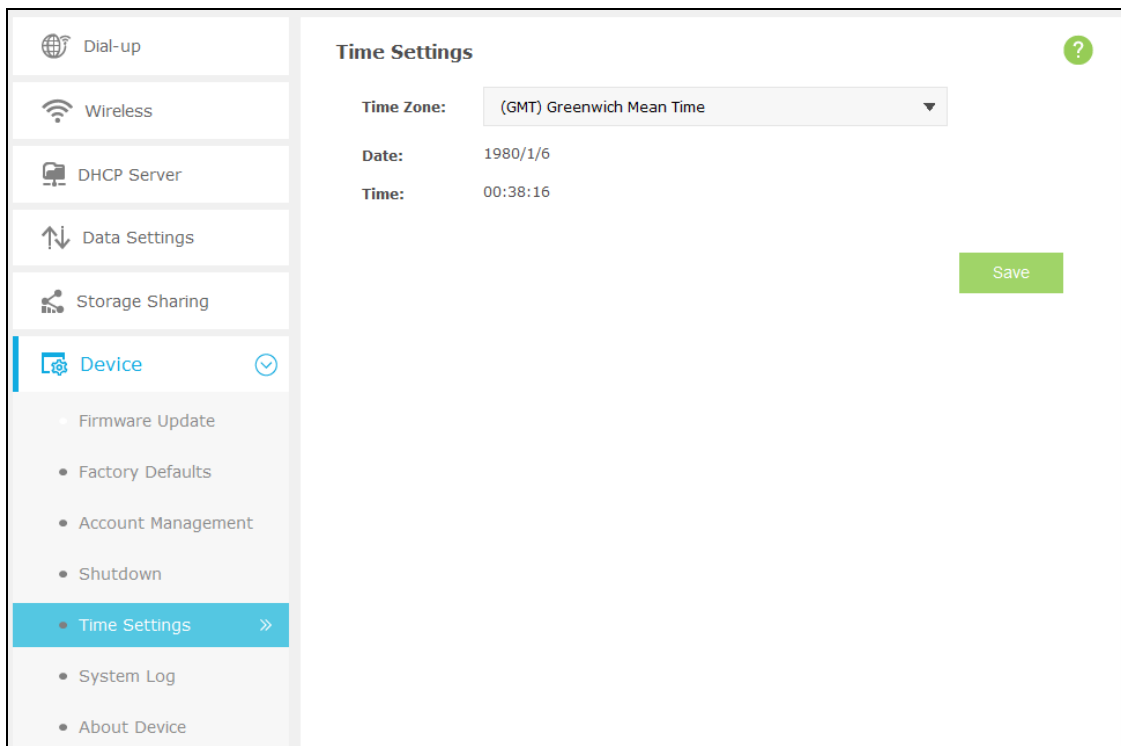 Dial-up
Wireless
DHCP Server
Data Settings
Storage Sharing
Device
Firmware Update
Factory Defaults
Account Management
Shutdown
Time Settings
System Log
About Device
Time Settings
?
Time Zone: (GMT) Greenwich Mean Time
Date: 1980/1/6
Time: 00:38:16
Save